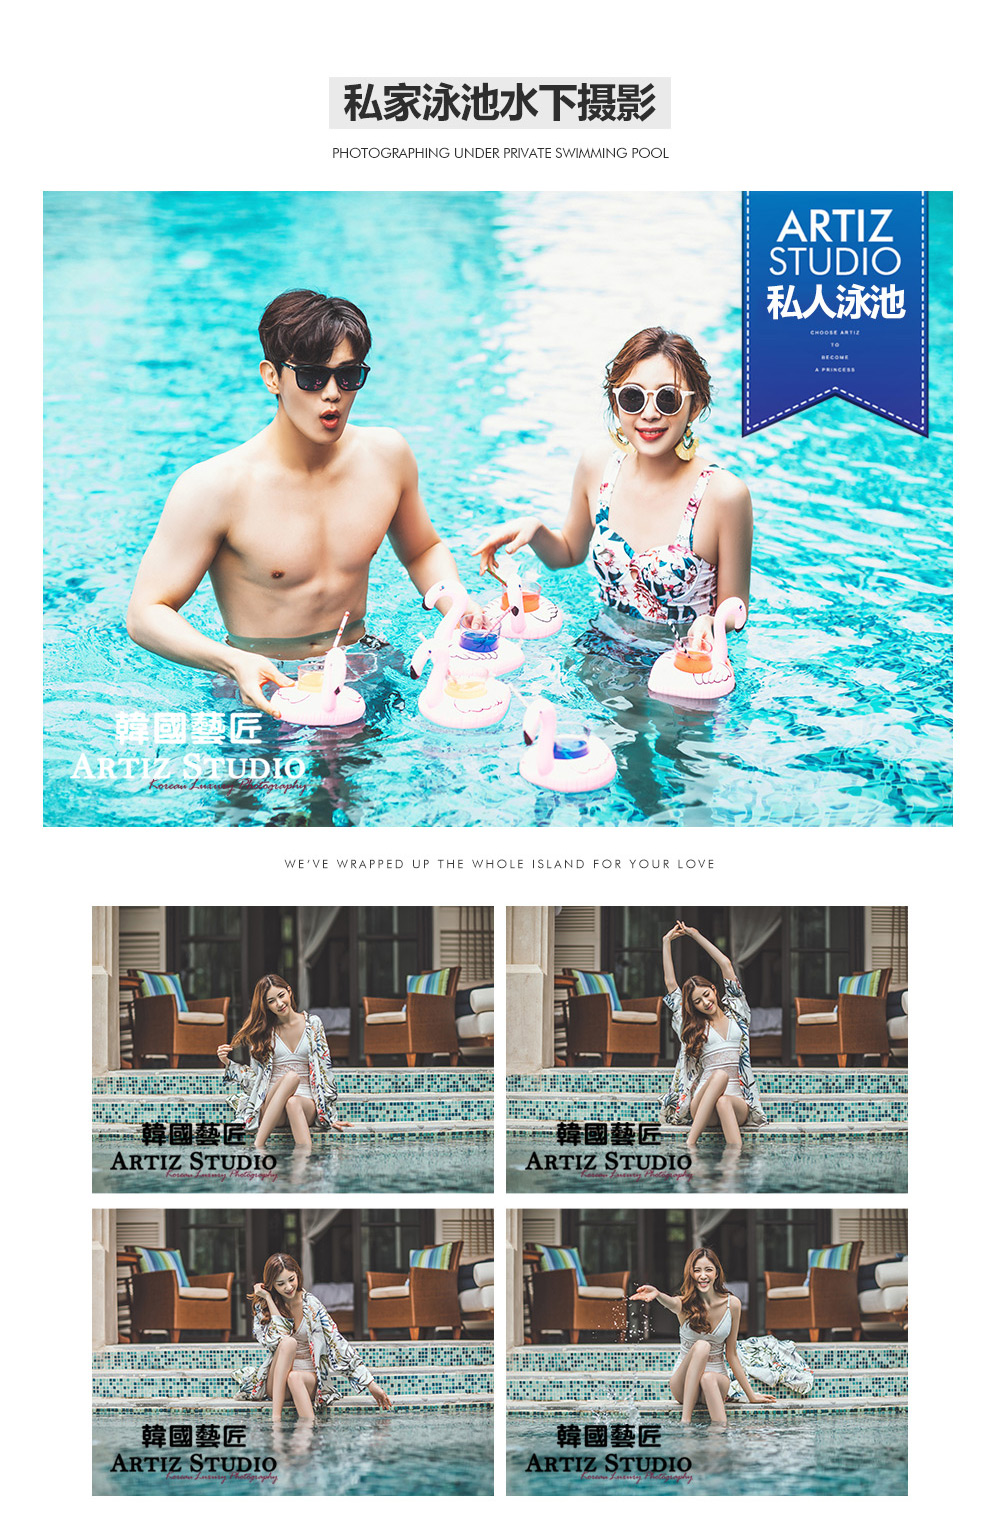 私家泳池水下摄影
PHOTOGRAPHING UNDER PRIVATE SWIMMING POOL
ARTIZ
STUDIO
私人泳池
CHOOSE ARTIZ
TO
BECOME
A PRINCESS
韓國藝匠
ARTIZ STUDIO
Korean Luxury Photography
WE'VE WRAPPED UP THE WHOLE ISLAND FOR YOUR LOVE
韓國藝匠
ARTIZ STUDIO
Korean Luxury Photography
韓國藝匠
ARTIZ STUDIO
Korean Luxury Photography
韓國藝匠
ARTIZ STUDIO
Korean Luxury Photography
韓國藝匠
ARTIZ STUDIO
Korean Luxury Photography